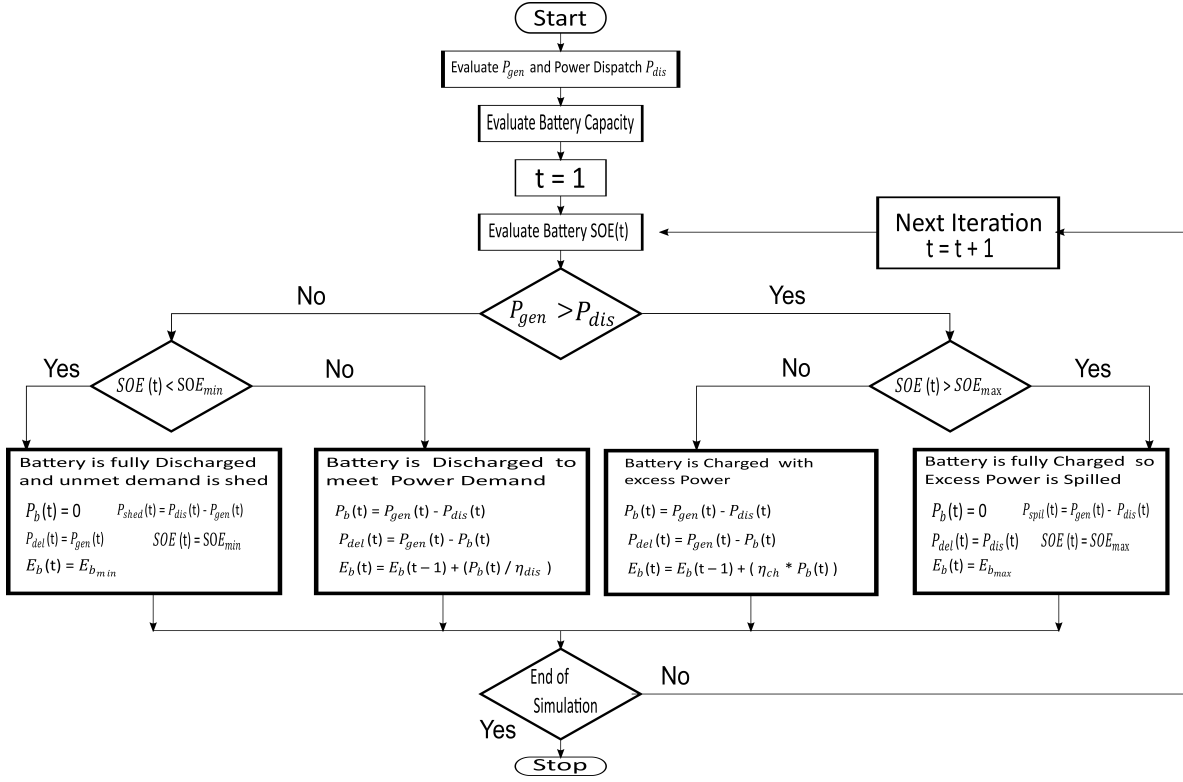 Start
Evaluate P_gen and Power Dispatch P_dis
Evaluate Battery Capacity
t = 1
Evaluate Battery SOE(t)
Next Iteration
t = t + 1
P_gen > P_dis
No
Yes
SOE (t) < SOE_min
Yes
No
SOE (t) > SOE_max
No
Yes
Battery is fully Discharged
and unmet demand is shed
P_b(t) = 0 P_shed(t) = P_dis(t) - P_gen(t)
P_del(t) = P_gen(t) SOE (t) = SOE_min
E_b(t) = E_b_min
Battery is Discharged to
meet Power Demand
P_b(t) = P_gen(t) - P_dis(t)
P_del(t) = P_gen(t) - P_b(t)
E_b(t) = E_b(t − 1) + (P_b(t) / η_dis )
Battery is Charged with
excess Power
P_b(t) = P_gen(t) - P_dis(t)
P_del(t) = P_gen(t) - P_b(t)
E_b(t) = E_b(t − 1) + ( η_ch * P_b(t) )
Battery is fully Charged so
Excess Power is Spilled
P_b(t) = 0 P_spil(t) = P_gen(t) - P_dis(t)
P_del(t) = P_dis(t) SOE (t) = SOE_max
E_b(t) = E_b_max
End of
Simulation
No
Yes
Stop